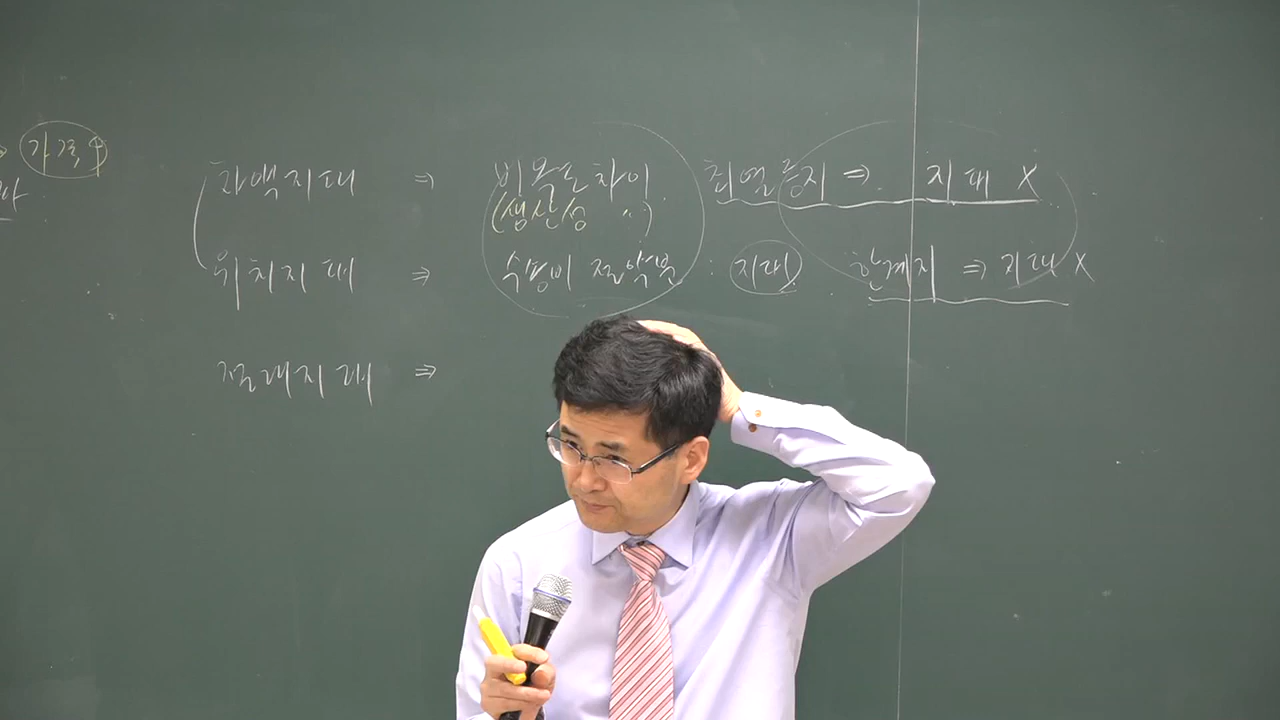 가격
차액지대 ⇒ 비옥도차이 최열등지 ⇒ 지대 X
(생산성 〃)
위치지대 ⇒ 수송비 절약분 : 지대 한계지 ⇒ 지대 X
절대지대 ⇒